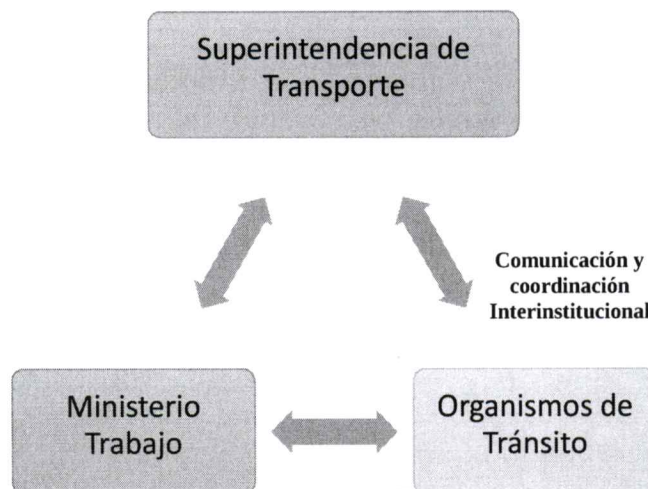 Superintendencia de
Transporte
Comunicación y
coordinación
Interinstitucional
Ministerio
Trabajo
Organismos de
Tránsito